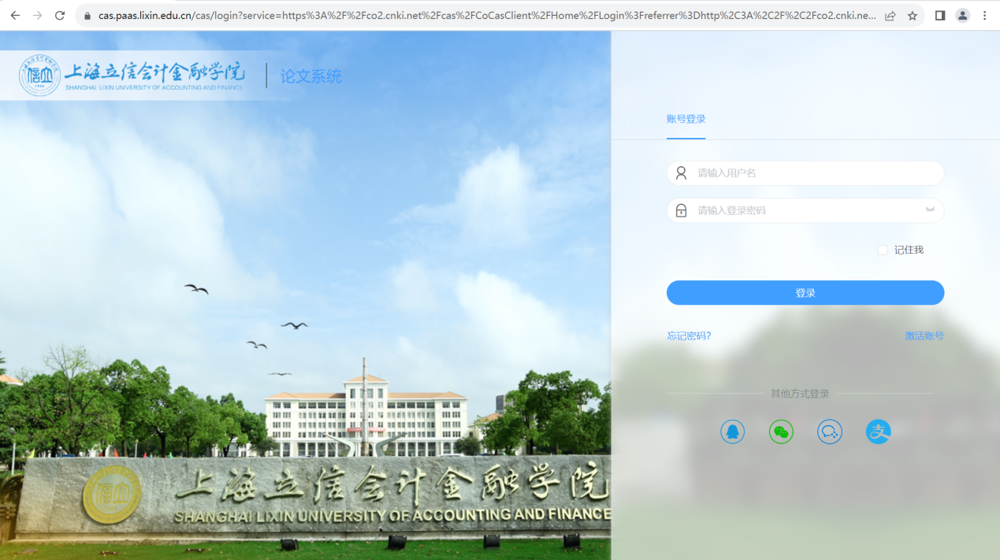 cas.paas.lixin.edu.cn/cas/login?service=https%3A%2F%2Fco2.cnki.net%2Fcas%2FCoCasClient%2FHome%2FLogin%3Freferrer%3Dhttp%2C3A%2C2F%2C2Fco2.cnki.ne...
上海立信会计金融学院
SHANGHAI LIXIN UNIVERSITY OF ACCOUNTING AND FINANCE
论文系统
账号登录
请输入用户名
请输入登录密码
记住我
登录
忘记密码?
激活账号
其他方式登录
支
上海立信会计金融学院
SHANGHAI LIXIN UNIVERSITY OF ACCOUNTING AND FINANCE